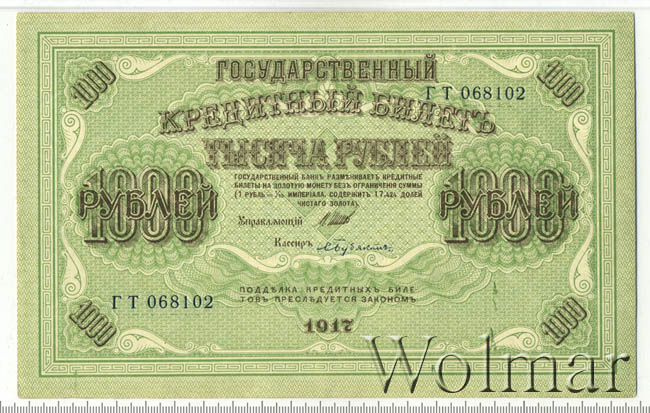 1000
1000
ГОСУДАРСТВЕННЫЙ
ГТ 068102
КРЕДИТНЫЙ БИЛЕТЪ
ТЫСЯЧА РУБЛЕЙ
ГОСУДАРСТВЕННЫЙ БАНКЪ РАЗМѢНИВАЕТЪ КРЕДИТНЫЕ
БИЛЕТЫ НА ЗОЛОТУЮ МОНЕТУ БЕЗЪ ОГРАНИЧЕНІЯ СУММЫ
(1 РУБЛЬ = 1/15 ИМПЕРІАЛА, СОДЕРЖИТЪ 17,424 ДОЛЕЙ
ЧИСТАГО ЗОЛОТА).
1000
РУБЛЕЙ
1000
РУБЛЕЙ
Управляющій
Кассиръ
ГТ 068102
ПОДДѢЛКА КРЕДИТНЫХЪ БИЛЕ-
ТОВЪ ПРЕСЛѢДУЕТСЯ ЗАКОНОМЪ
1000
1917
1000
Wolmar